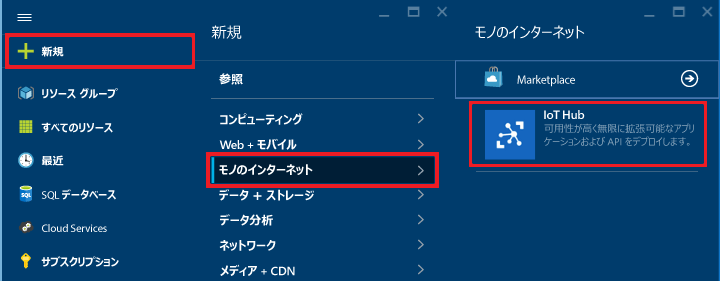 新規
リソース グループ
すべてのリソース
最近
SQL データベース
Cloud Services
サブスクリプション
新規
参照
コンピューティング
Web + モバイル
モノのインターネット
データ + ストレージ
データ分析
ネットワーク
メディア + CDN
モノのインターネット
Marketplace
IoT Hub
可用性が高く無限に拡張可能なアプリ
ケーションおよび API をデプロイします。